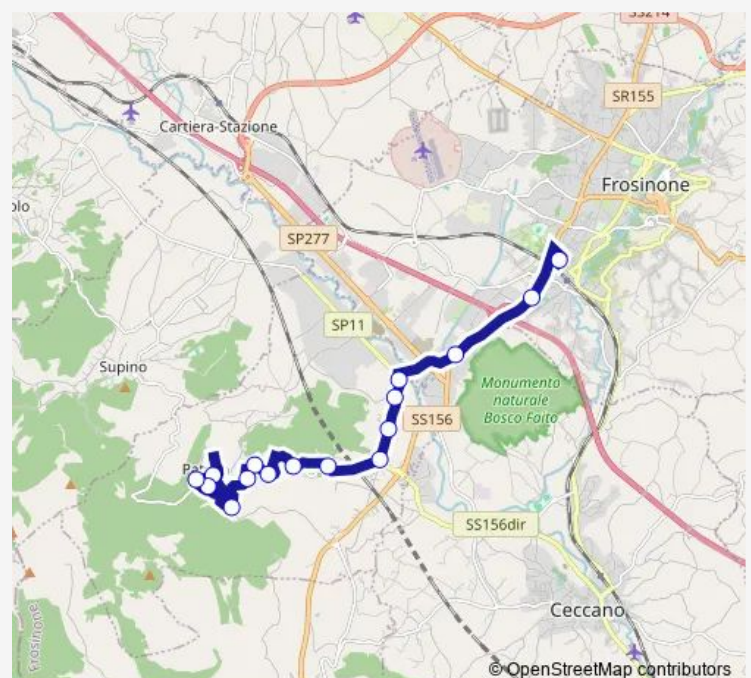 SS214
SR155
Cartiera-Stazione
Frosinone
olo
SP277
SP11
Supino
Monumento
naturale
Bosco Faito
SS156
Pat
SS156dir
Ceccano
Frosinone
© OpenStreetMap contributors